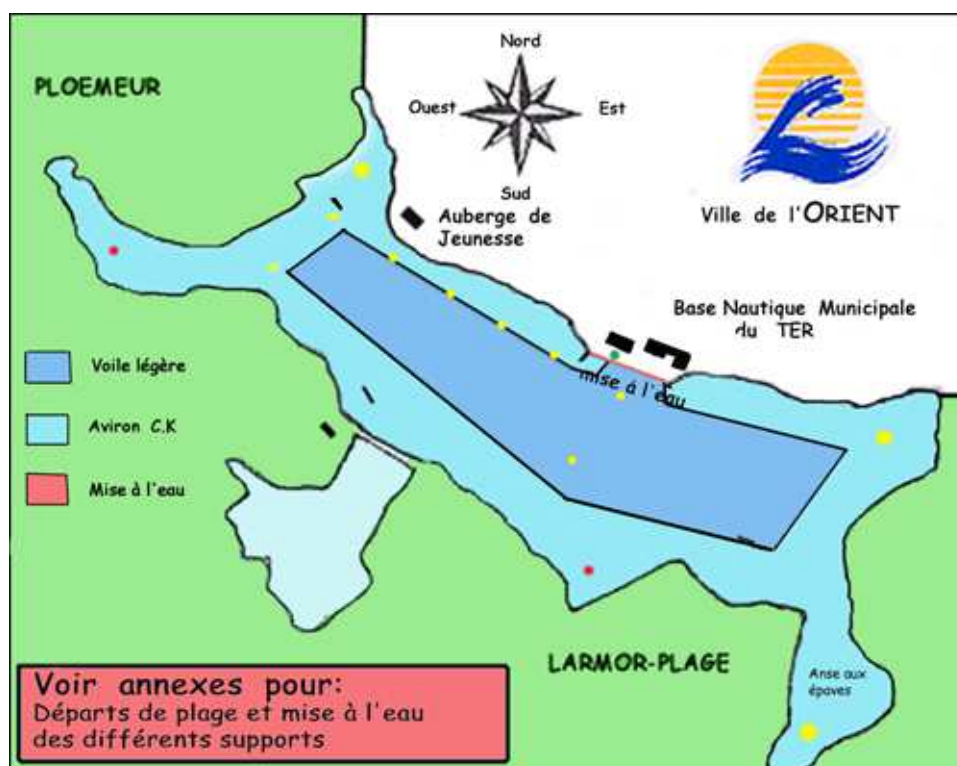 PLOEMEUR
Nord
Ouest
Est
Sud
Auberge de
Jeunesse
Ville de l'ORIENT
Base Nautique Municipale
du TER
mise à l'eau
Voile légère
Aviron C.K
Mise à l'eau
LARMOR-PLAGE
Anse aux
épaves
Voir annexes pour:
Départs de plage et mise à l'eau
des différents supports